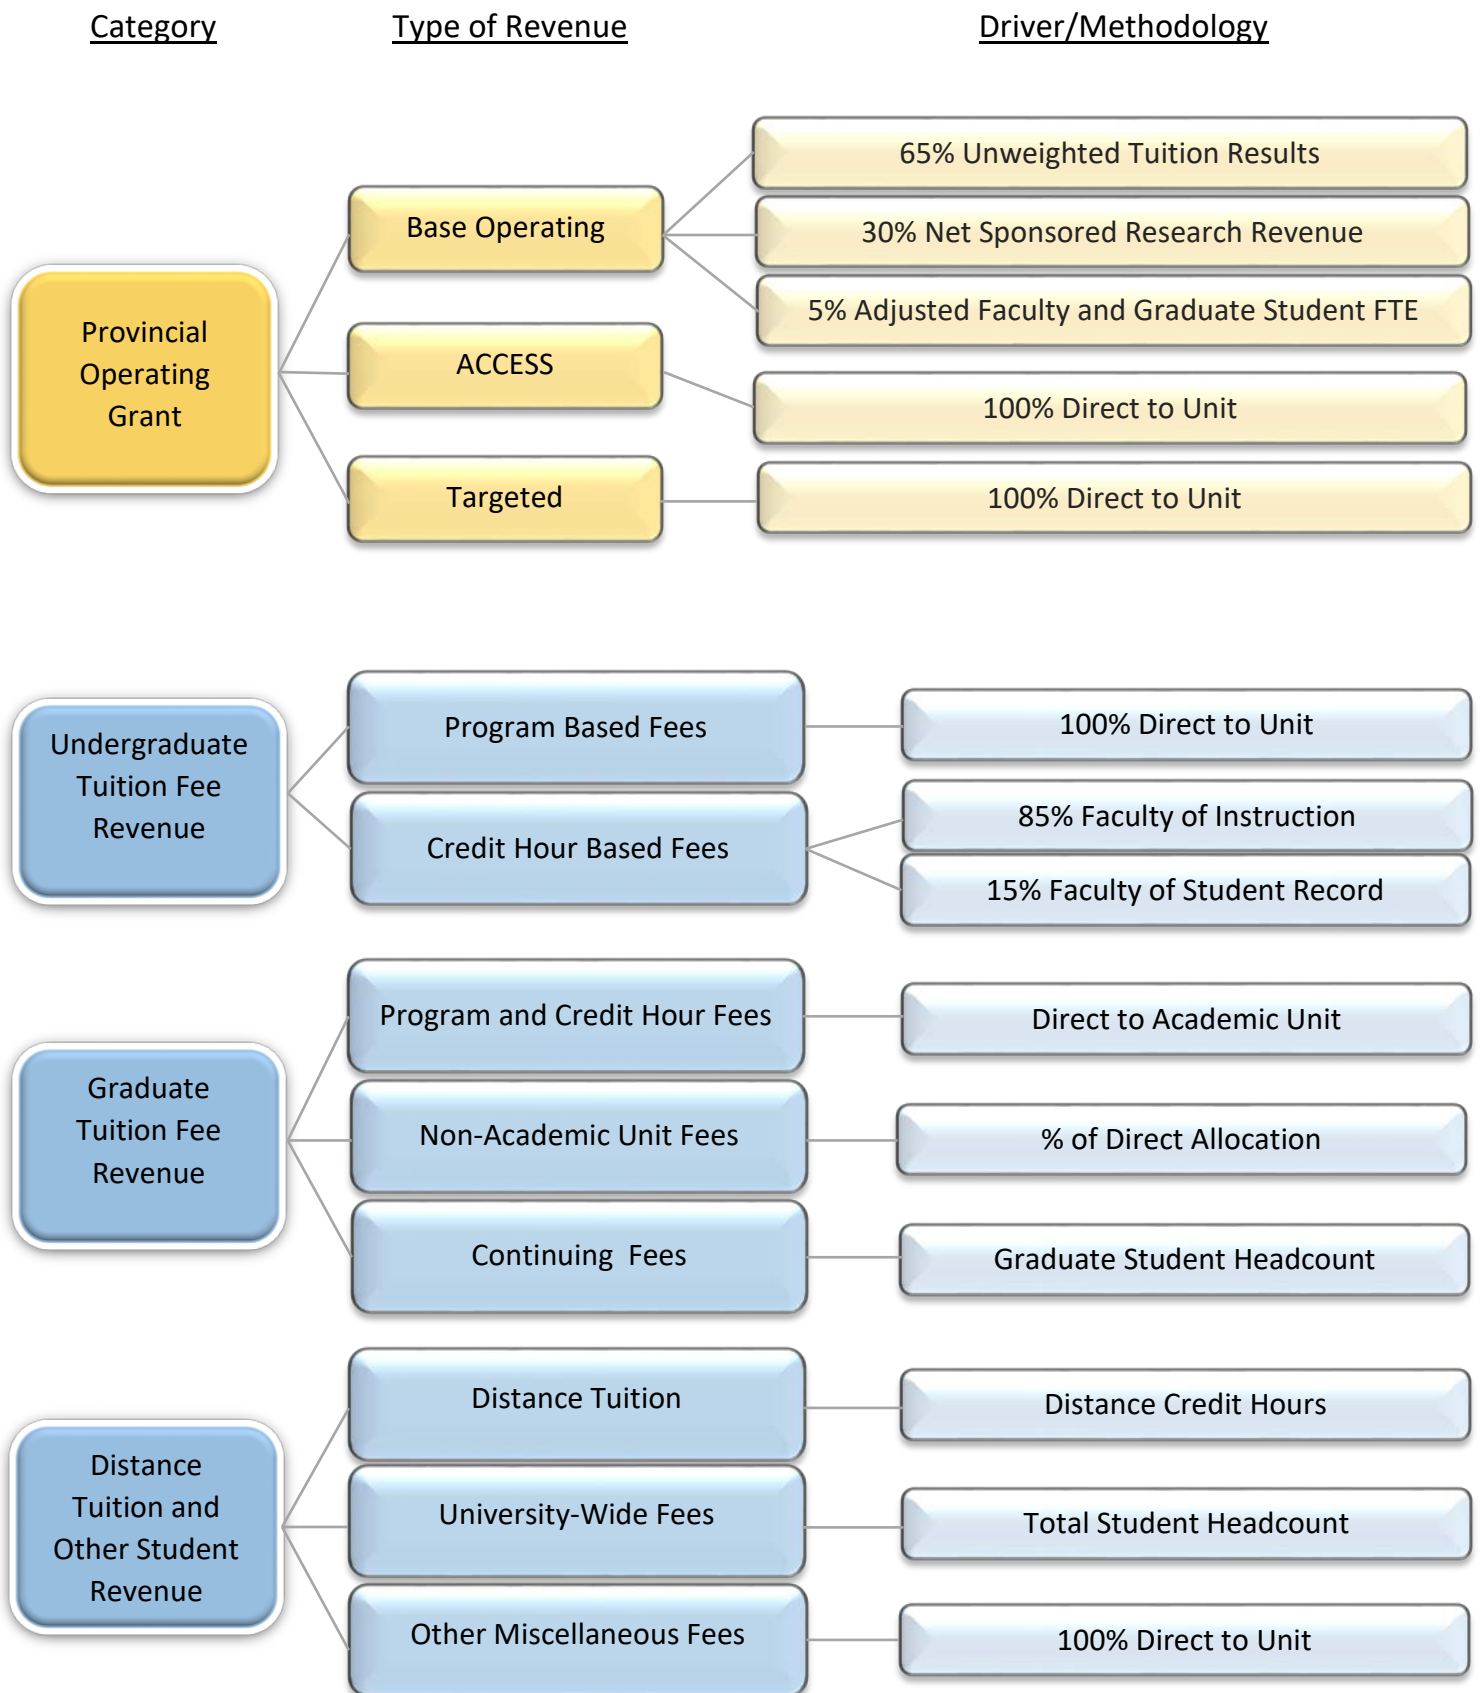 Category
Type of Revenue
Driver/Methodology
Provincial
Operating
Grant
Base Operating
65% Unweighted Tuition Results
30% Net Sponsored Research Revenue
5% Adjusted Faculty and Graduate Student FTE
ACCESS
100% Direct to Unit
Targeted
100% Direct to Unit
Undergraduate
Tuition Fee
Revenue
Program Based Fees
100% Direct to Unit
Credit Hour Based Fees
85% Faculty of Instruction
15% Faculty of Student Record
Graduate
Tuition Fee
Revenue
Program and Credit Hour Fees
Direct to Academic Unit
Non-Academic Unit Fees
% of Direct Allocation
Continuing  Fees
Graduate Student Headcount
Distance
Tuition and
Other Student
Revenue
Distance Tuition
Distance Credit Hours
University-Wide Fees
Total Student Headcount
Other Miscellaneous Fees
100% Direct to Unit